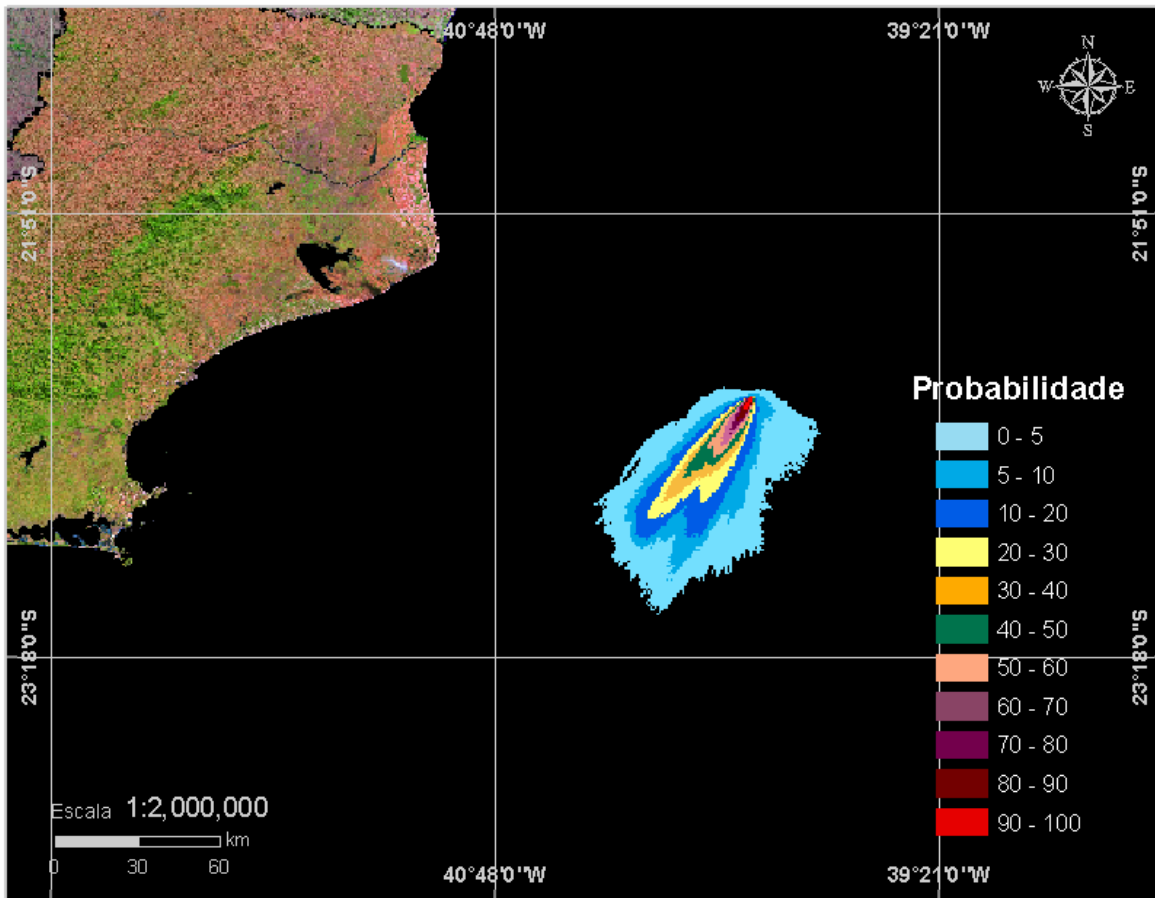 40°48'0"W
39°21'0"W
N
W
E
S
21°51'0"S
21°51'0"S
Probabilidade
0 - 5
5 - 10
10 - 20
20 - 30
30 - 40
40 - 50
50 - 60
60 - 70
70 - 80
80 - 90
90 - 100
23°18'0"S
23°18'0"S
Escala 1:2,000,000
km
0 30 60
40°48'0"W
39°21'0"W